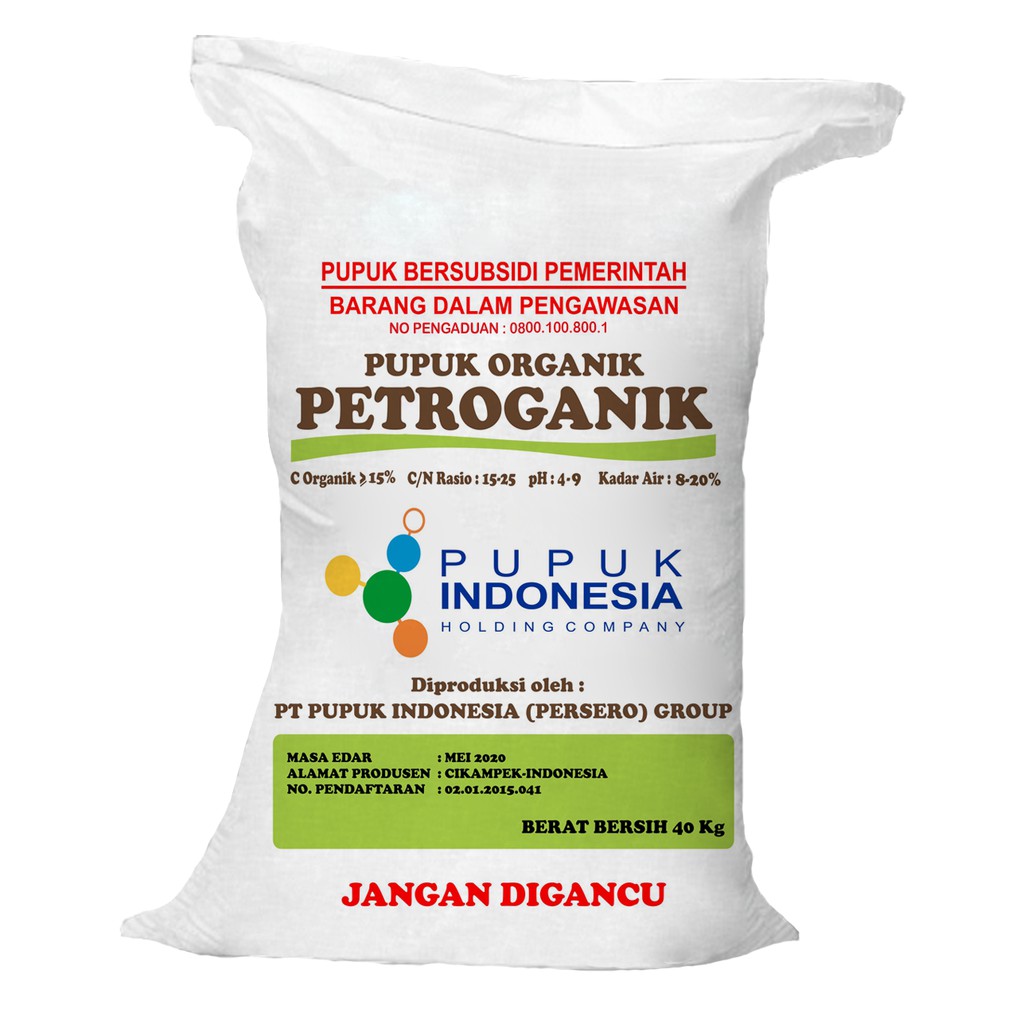 PUPUK BERSUBSIDI PEMERINTAH
BARANG DALAM PENGAWASAN
NO PENGADUAN : 0800.100.800.1
PUPUK ORGANIK
PETROGANIK
C Organik ⩾ 15% C/N Rasio : 15-25 pH : 4-9 Kadar Air : 8-20%
PUPUK
INDONESIA
HOLDING COMPANY
Diproduksi oleh :
PT PUPUK INDONESIA (PERSERO) GROUP
MASA EDAR : MEI 2020
ALAMAT PRODUSEN : CIKAMPEK-INDONESIA
NO. PENDAFTARAN : 02.01.2015.041
BERAT BERSIH 40 Kg
JANGAN DIGANCU